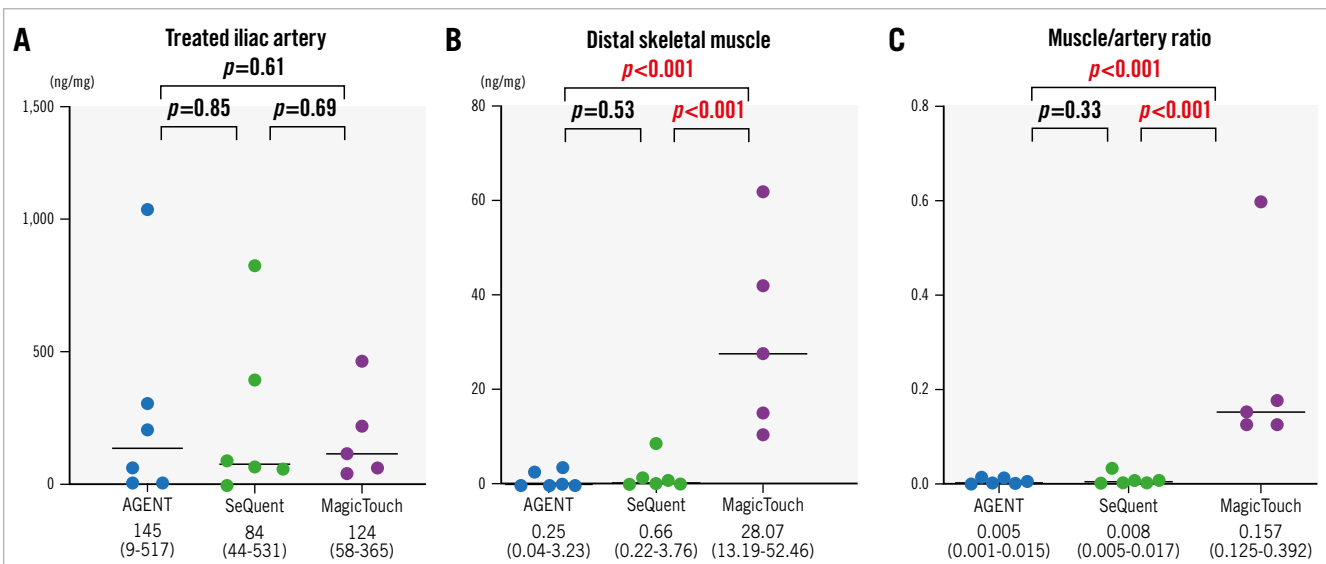 A
Treated iliac artery
(ng/mg)
p=0.61
p=0.85
p=0.69
1,500
1,000
500
0
AGENT
SeQuent
MagicTouch
145
84
124
(9-517)
(44-531)
(58-365)
B
Distal skeletal muscle
(ng/mg)
p<0.001
p=0.53
p<0.001
80
60
40
20
0
AGENT
SeQuent
MagicTouch
0.25
0.66
28.07
(0.04-3.23)
(0.22-3.76)
(13.19-52.46)
C
Muscle/artery ratio
p<0.001
p=0.33
p<0.001
0.8
0.6
0.4
0.2
0.0
AGENT
SeQuent
MagicTouch
0.005
0.008
0.157
(0.001-0.015)
(0.005-0.017)
(0.125-0.392)